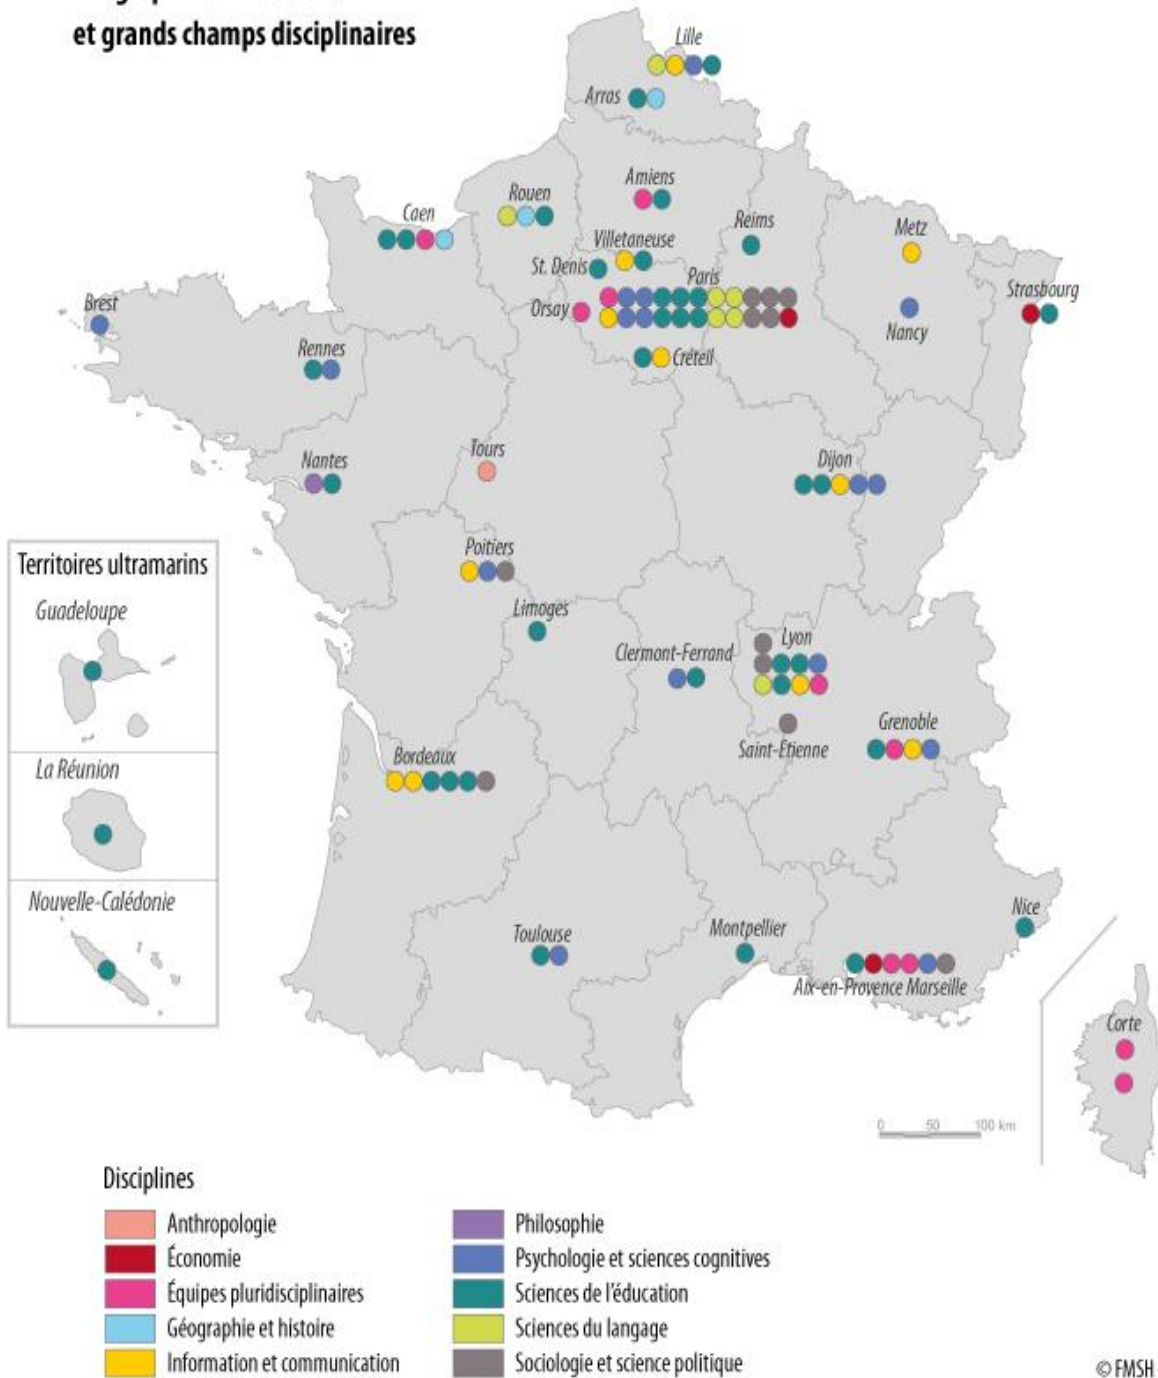 et grands champs disciplinaires
Lille
Arras
Amiens
Rouen
Caen
Reims
Metz
Villetaneuse
St. Denis
Paris
Strasbourg
Brest
Orsay
Nancy
Rennes
Créteil
Tours
Dijon
Nantes
Poitiers
Territoires ultramarins
Guadeloupe
Limoges
Lyon
Clermont-Ferrand
Grenoble
Saint-Etienne
Bordeaux
La Réunion
Nouvelle-Calédonie
Nice
Toulouse
Montpellier
Aix-en-Provence Marseille
Corte
0 50 100 km
Disciplines
Anthropologie
Économie
Équipes pluridisciplinaires
Géographie et histoire
Information et communication
Philosophie
Psychologie et sciences cognitives
Sciences de l'éducation
Sciences du langage
Sociologie et science politique
© FMSH